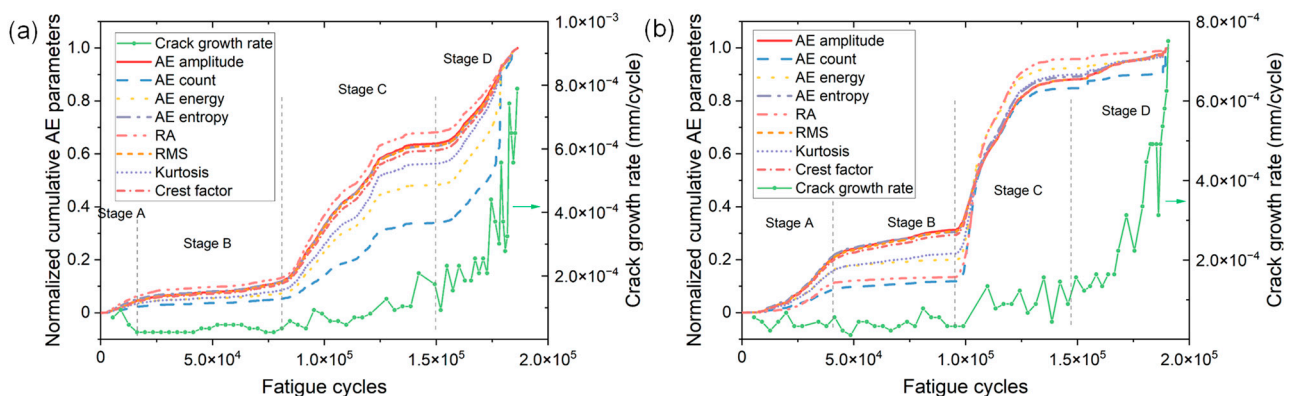 (a)
Normalized cumulative AE parameters
1.0
0.8
0.6
0.4
0.2
0
Crack growth rate
AE amplitude
AE count
AE energy
AE entropy
RA
RMS
Kurtosis
Crest factor
Stage A
Stage B
Stage C
Stage D
1.0×10⁻³
8.0×10⁻⁴
6.0×10⁻⁴
4.0×10⁻⁴
2.0×10⁻⁴
Crack growth rate (mm/cycle)
0
5.0×10⁴
1.0×10⁵
1.5×10⁵
2.0×10⁵
Fatigue cycles
(b)
Normalized cumulative AE parameters
1.0
0.8
0.6
0.4
0.2
0
AE amplitude
AE count
AE energy
AE entropy
RA
RMS
Kurtosis
Crest factor
Crack growth rate
Stage A
Stage B
Stage C
Stage D
8.0×10⁻⁴
6.0×10⁻⁴
4.0×10⁻⁴
2.0×10⁻⁴
Crack growth rate (mm/cycle)
0
5.0×10⁴
1.0×10⁵
1.5×10⁵
2.0×10⁵
Fatigue cycles